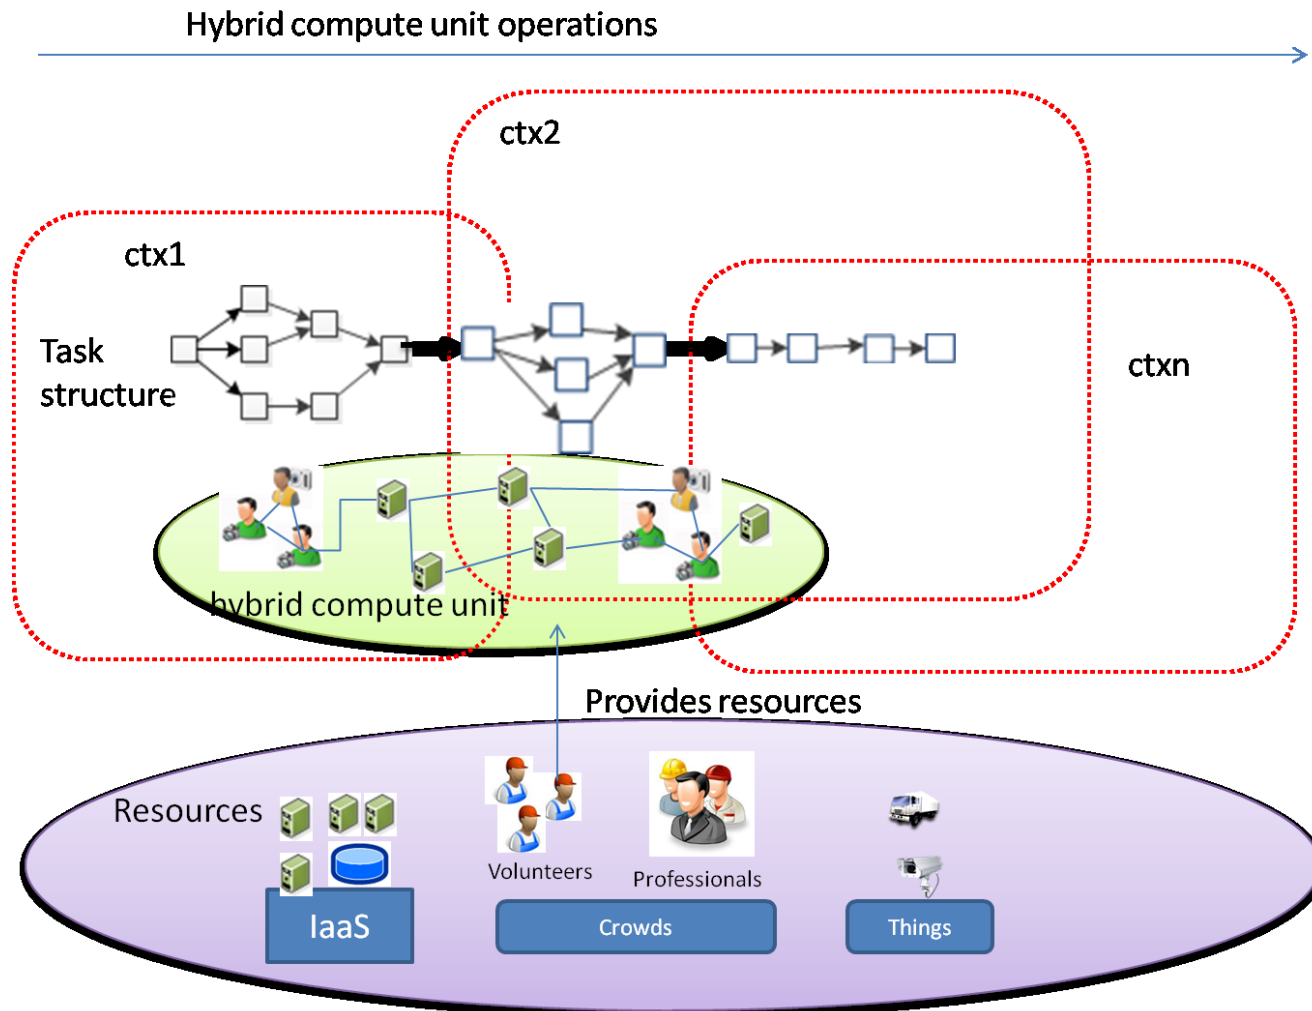 Hybrid compute unit operations
ctx2
ctx1
Task
structure
ctxn
hybrid compute unit
Provides resources
Resources
Volunteers
Professionals
IaaS
Crowds
Things